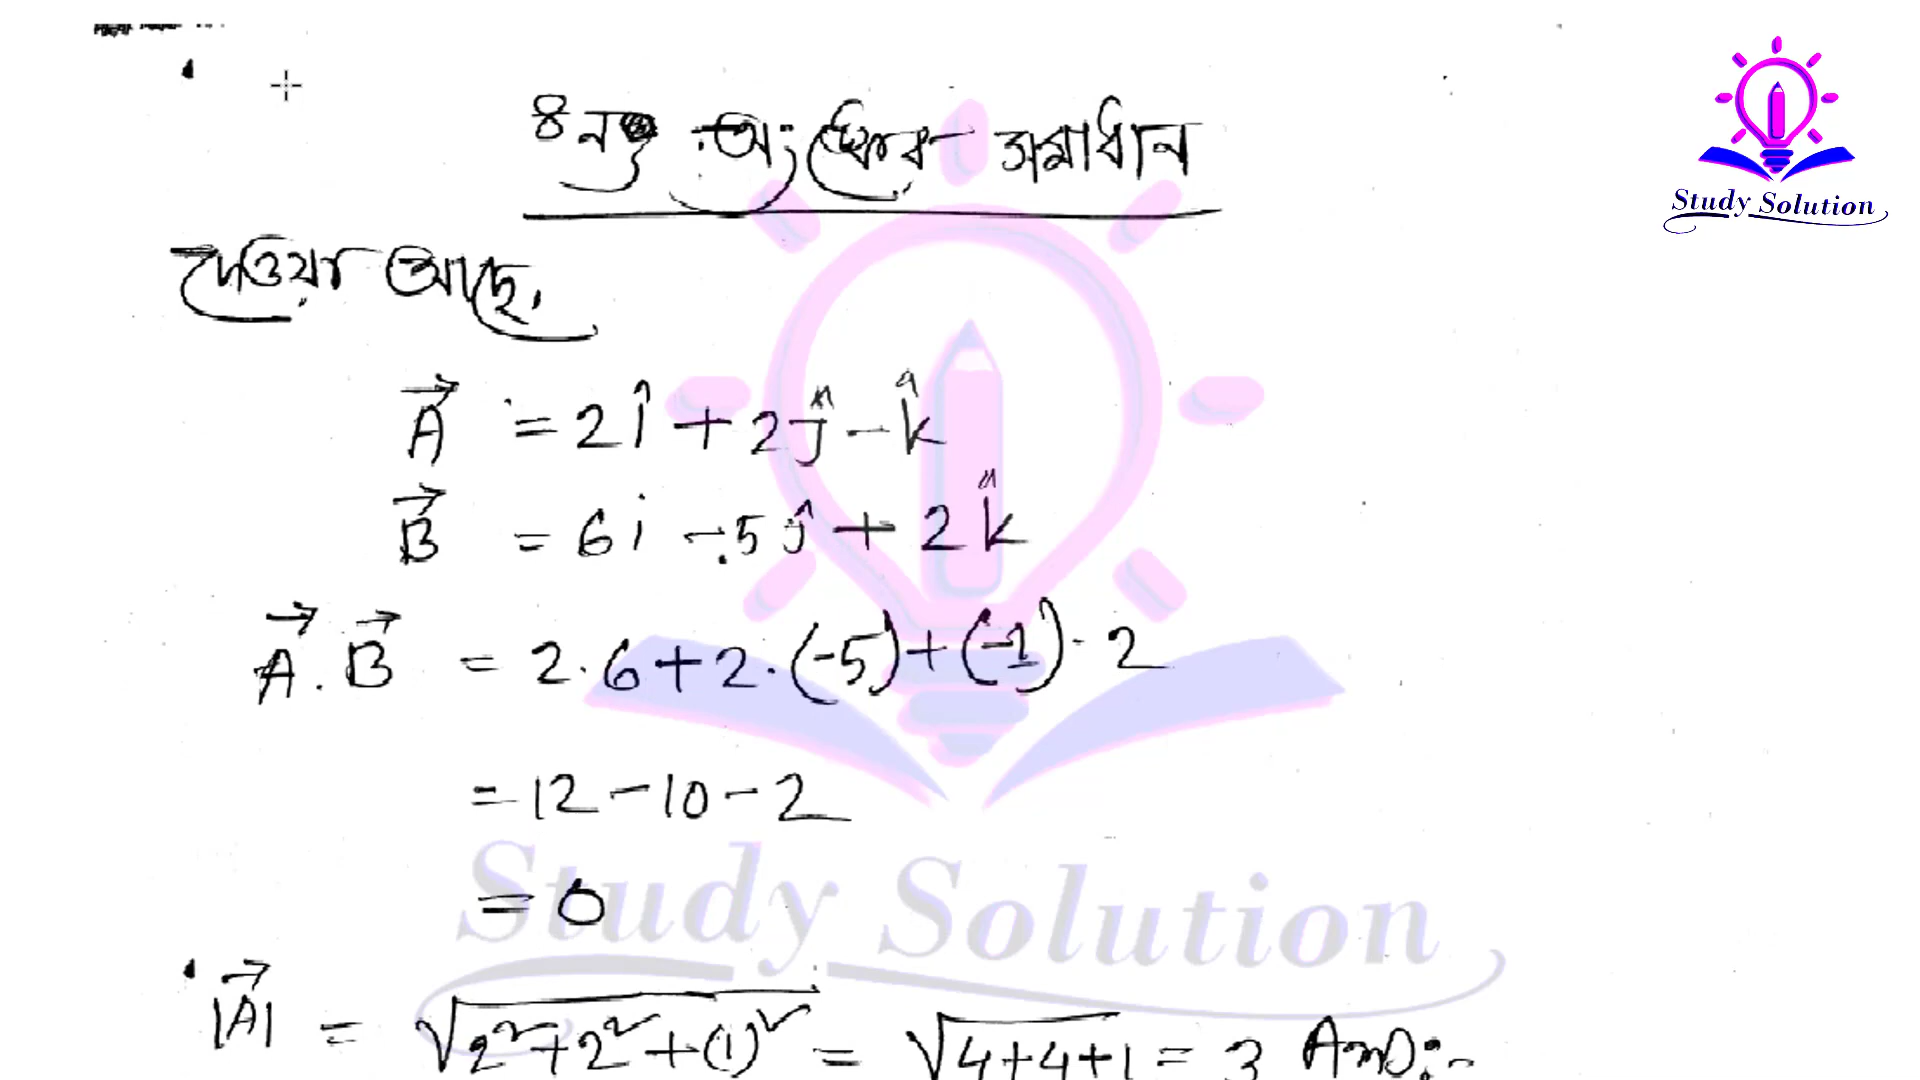 ৪নং অংকের সমাধান
Study Solution
দেওয়া আছে,
A⃗ = 2î + 2ĵ - k̂
B⃗ = 6i - 5ĵ + 2k̂
A⃗ . B⃗ = 2·6 + 2·(-5) + (-1)·2
= 12 - 10 - 2
= 0
Study Solution
|A⃗| = √(2² + 2² + (1)²) = √(4+4+1) = 3 Ans:-